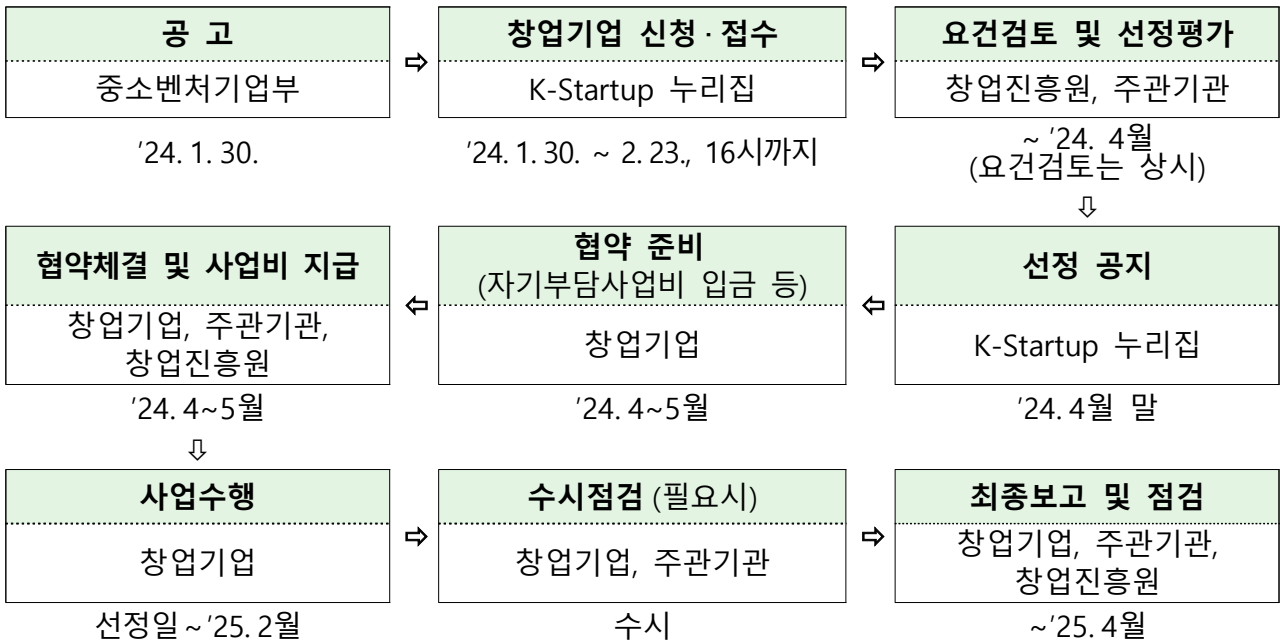 공 고
중소벤처기업부
'24. 1. 30.
⇨
창업기업 신청 · 접수
K-Startup 누리집
'24. 1. 30. ~ 2. 23., 16시까지
⇨
요건검토 및 선정평가
창업진흥원, 주관기관
~ '24. 4월
(요건검토는 상시)
⇩
선정 공지
K-Startup 누리집
'24. 4월 말
⇦
협약 준비
(자기부담사업비 입금 등)
창업기업
'24. 4~5월
⇦
협약체결 및 사업비 지급
창업기업, 주관기관,
창업진흥원
'24. 4~5월
⇩
사업수행
창업기업
선정일 ~ '25. 2월
⇨
수시점검 (필요시)
창업기업, 주관기관
수시
⇨
최종보고 및 점검
창업기업, 주관기관,
창업진흥원
~'25. 4월